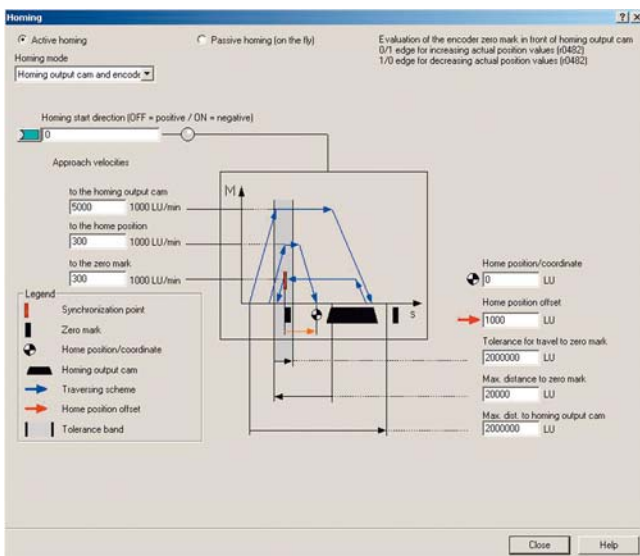 Homing
Active homing
Passive homing (on the fly)
Evaluation of the encoder zero mark in front of homing output cam
0/1 edge for increasing actual position values (r0482)
1/0 edge for decreasing actual position values (r0482)
Homing mode
Homing output cam and encode
Homing start direction (OFF = positive / ON = negative)
0
Approach velocities
to the homing output cam
5000 1000 LU/min
to the home position
300 1000 LU/min
to the zero mark
300 1000 LU/min
|v|
s
Home position/coordinate
0 LU
Home position offset
1000 LU
Tolerance for travel to zero mark
2000000 LU
Max. distance to zero mark
20000 LU
Max. dist. to homing output cam
2000000 LU
Legend
Synchronization point
Zero mark
Home position/coordinate
Homing output cam
Traversing scheme
Home position offset
Tolerance band
Close
Help